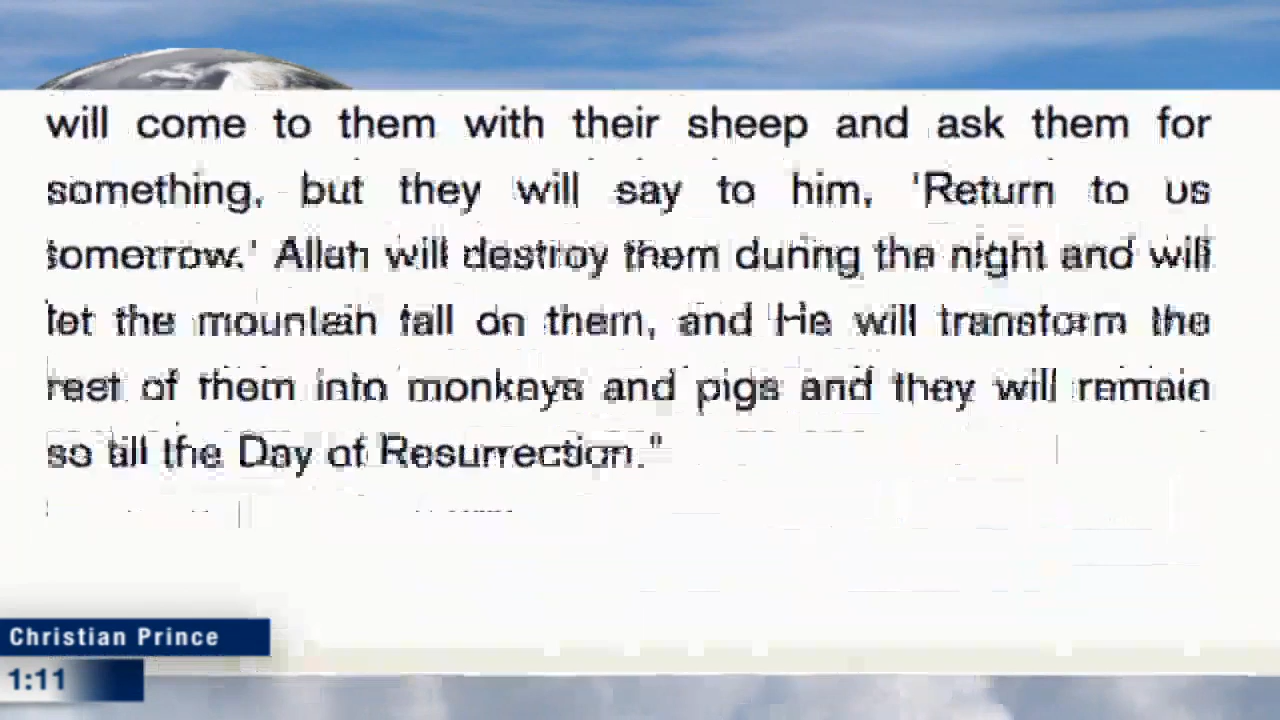 will come to them with their sheep and ask them for
something, but they will say to him, 'Return to us
tomorrow.' Allah will destroy them during the night and will
let the mountain fall on them, and He will transform the
rest of them into monkeys and pigs and they will remain
so till the Day of Resurrection."
Christian Prince
1:11